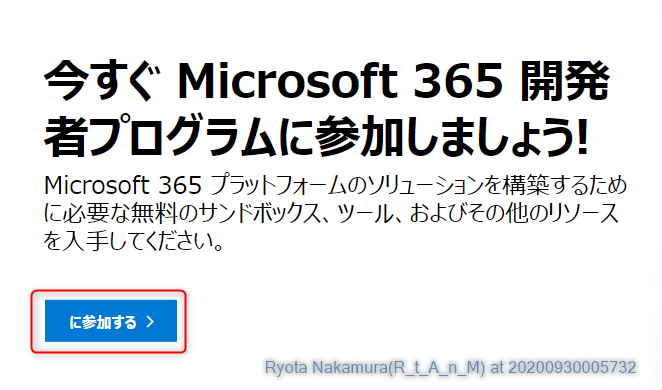 今すぐ Microsoft 365 開発
者プログラムに参加しましょう!
Microsoft 365 プラットフォームのソリューションを構築するため
に必要な無料のサンドボックス、ツール、およびその他のリソース
を入手してください。
に参加する >
Ryota Nakamura(R_t_A_n_M) at 20200930005732